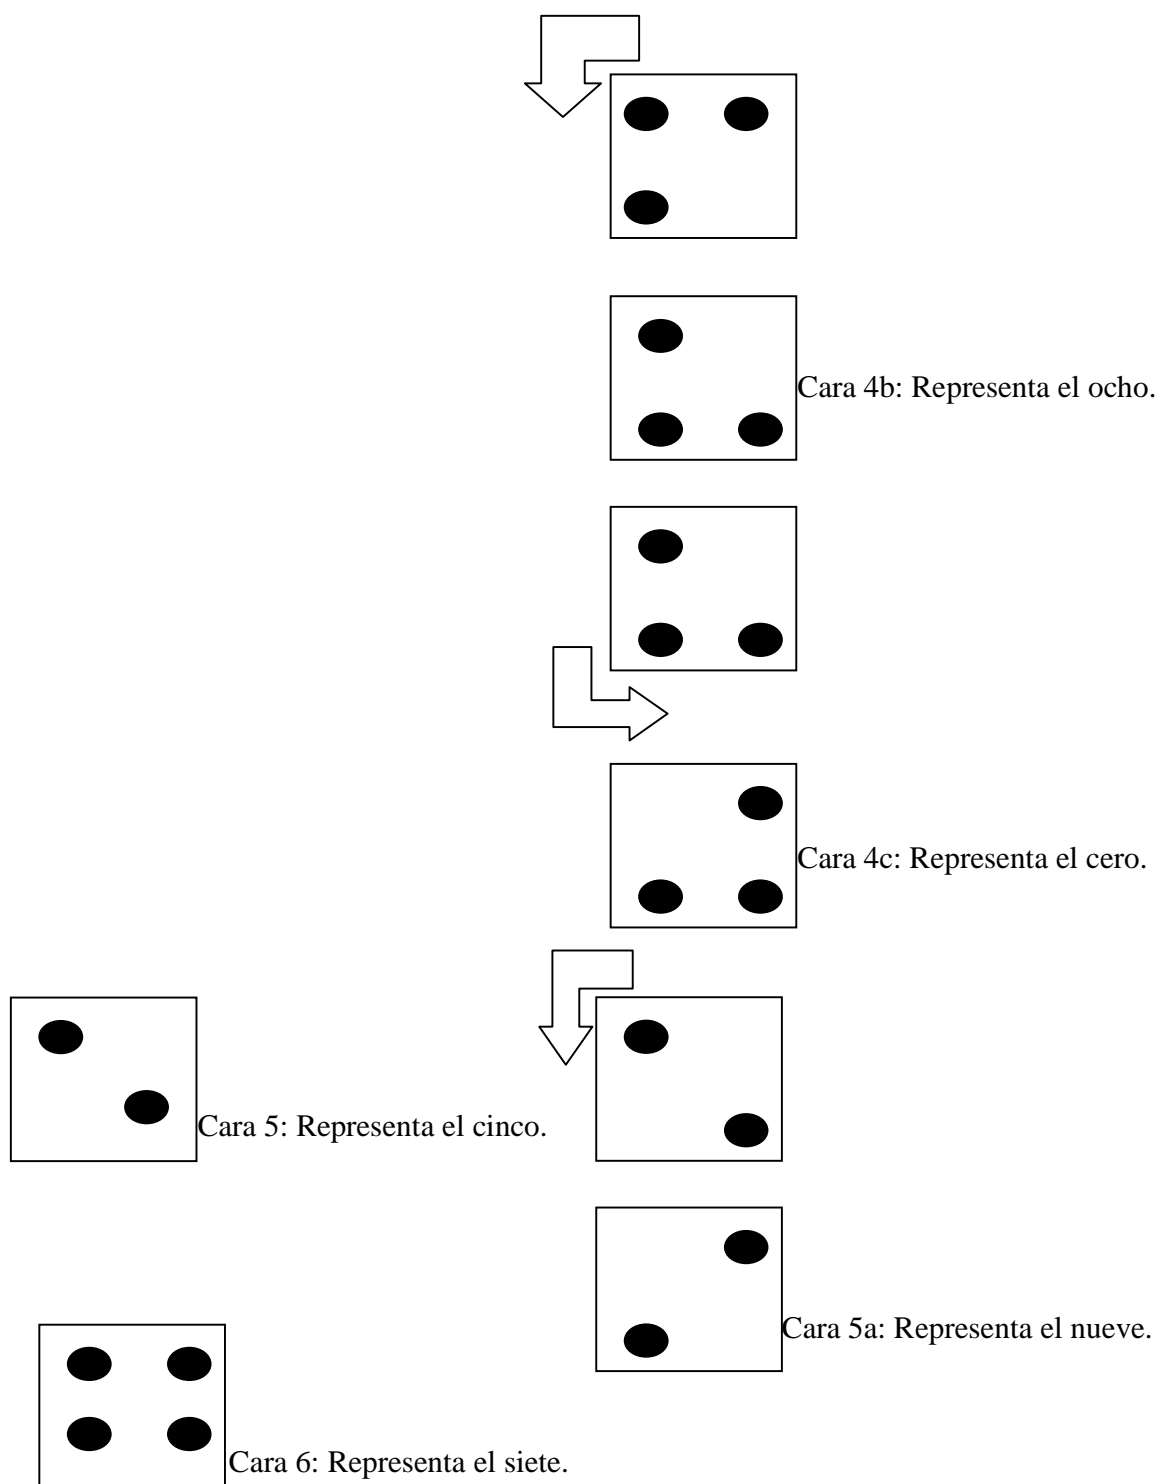 Cara 4b: Representa el ocho.
Cara 4c: Representa el cero.
Cara 5: Representa el cinco.
Cara 5a: Representa el nueve.
Cara 6: Representa el siete.